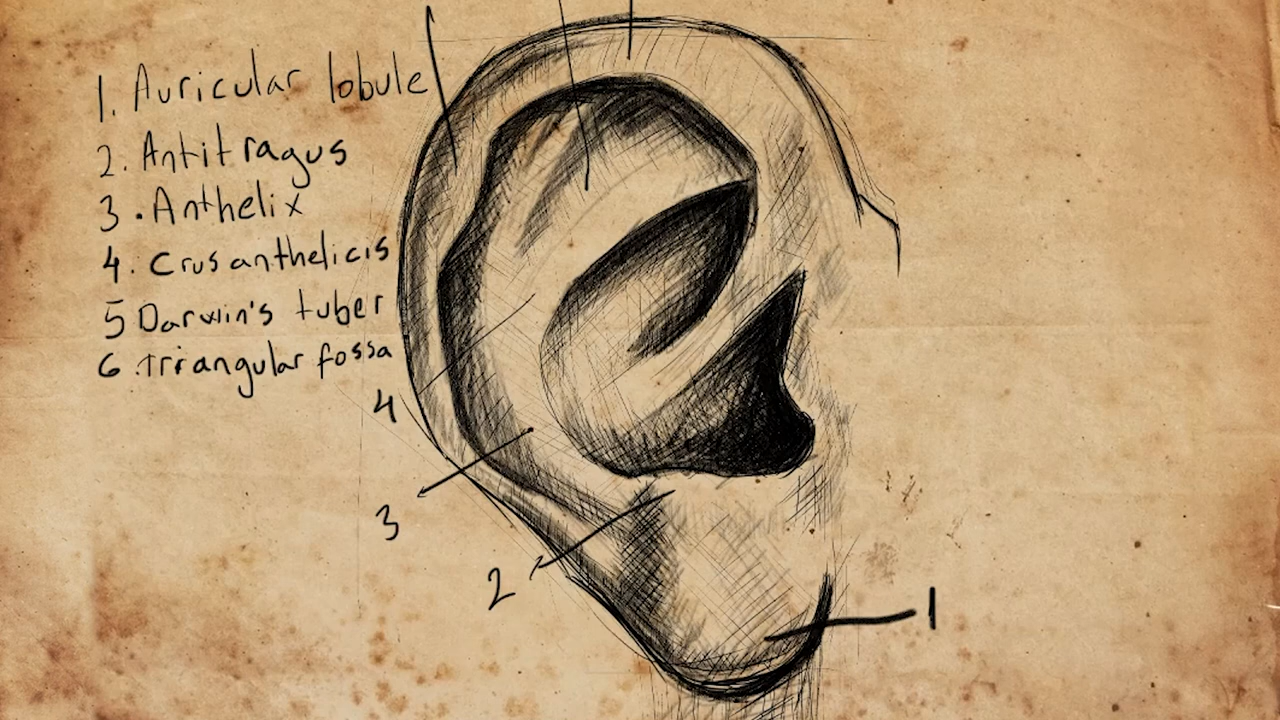 1. Auricular lobule
2. Antitragus
3. Anthelix
4. Crus anthelicis
5 Darwin's tuber
6. Triangular fossa
4
3
2
1